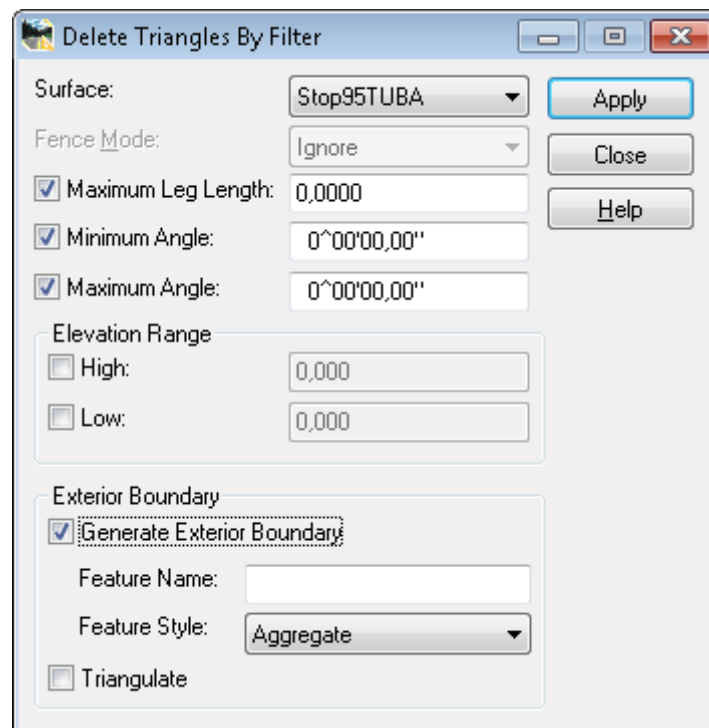 Delete Triangles By Filter
Surface: Stop95TUBA Apply
Fence Mode: Ignore Close
Maximum Leg Length: 0,0000 Help
Minimum Angle: 0^00'00,00"
Maximum Angle: 0^00'00,00"
Elevation Range
High: 0,000
Low: 0,000
Exterior Boundary
Generate Exterior Boundary
Feature Name:
Feature Style: Aggregate
Triangulate